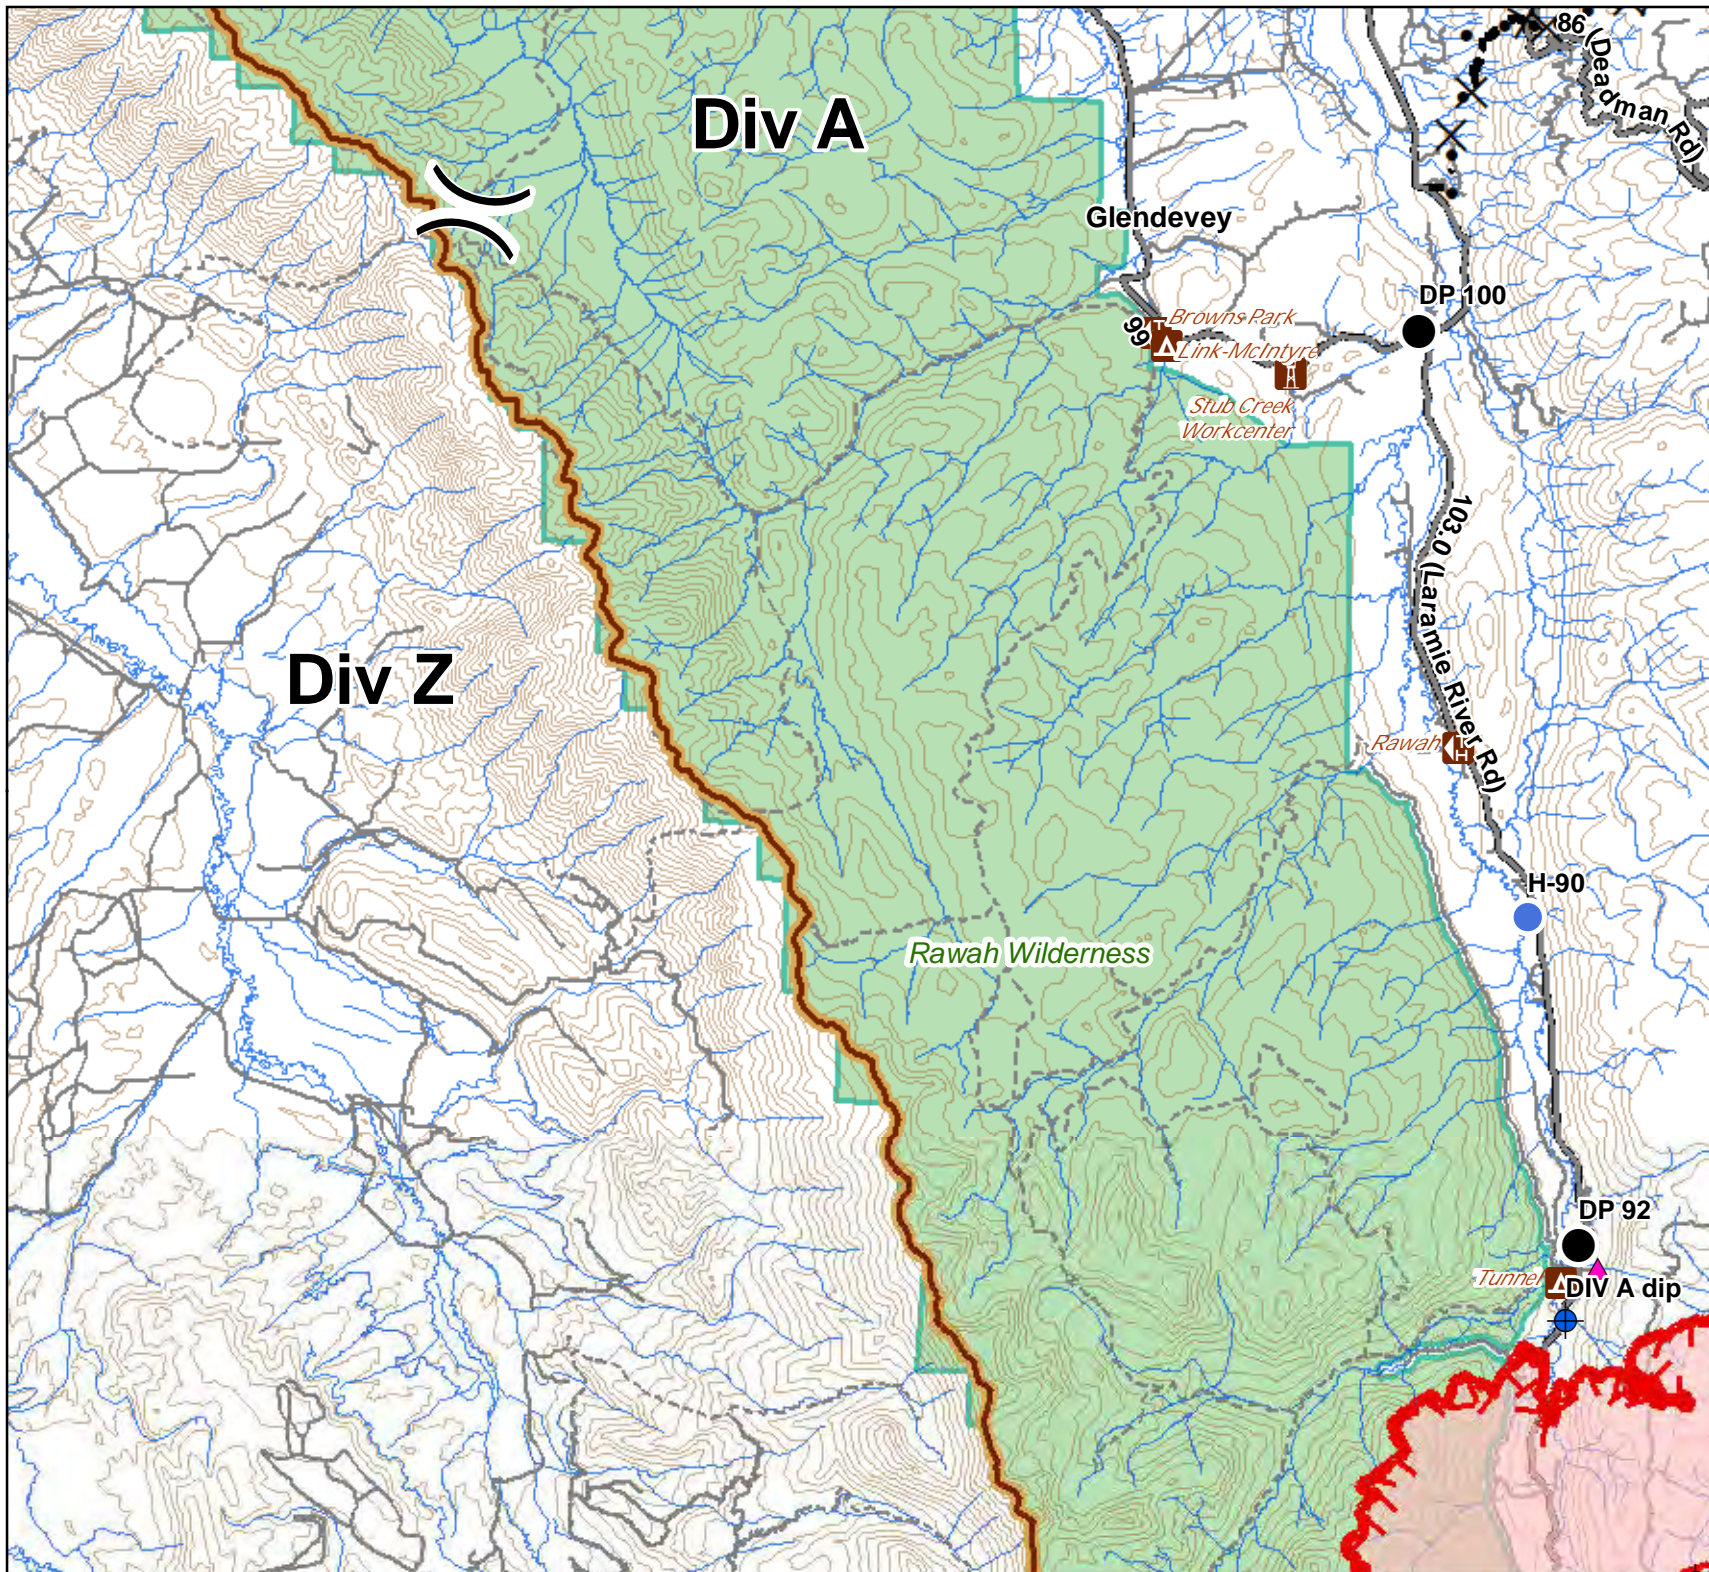 86 (Deadman Rd)
Div A
Glendevey
DP 100
99
Browns Park
Link-McIntyre
Stub Creek
Workcenter
103.0 (Laramie River Rd)
Div Z
Rawah
H
H-90
Rawah Wilderness
DP 92
Tunnel
DIV A dip